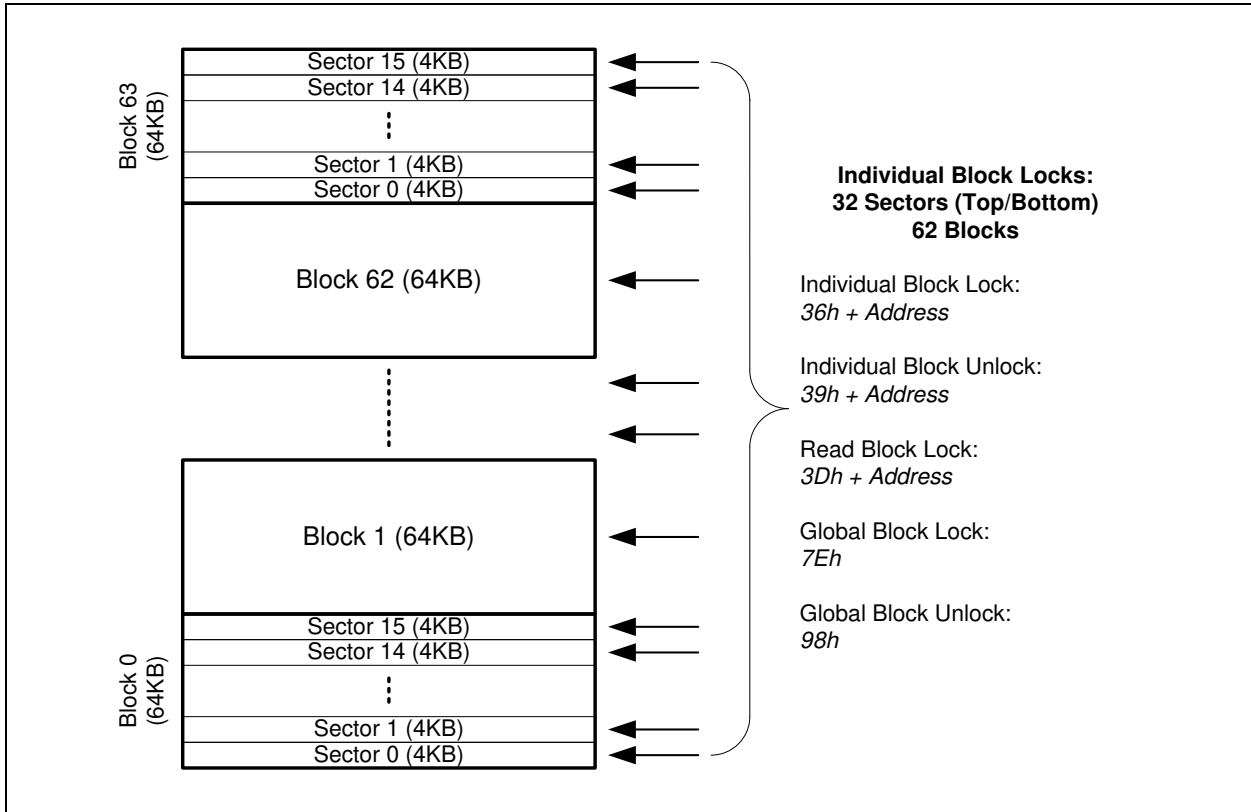 Block 63
(64KB)
Sector 15 (4KB)
Sector 14 (4KB)
Sector 1 (4KB)
Sector 0 (4KB)
Block 62 (64KB)
Block 1 (64KB)
Block 0
(64KB)
Sector 15 (4KB)
Sector 14 (4KB)
Sector 1 (4KB)
Sector 0 (4KB)
Individual Block Locks:
32 Sectors (Top/Bottom)
62 Blocks
Individual Block Lock:
36h + Address
Individual Block Unlock:
39h + Address
Read Block Lock:
3Dh + Address
Global Block Lock:
7Eh
Global Block Unlock:
98h